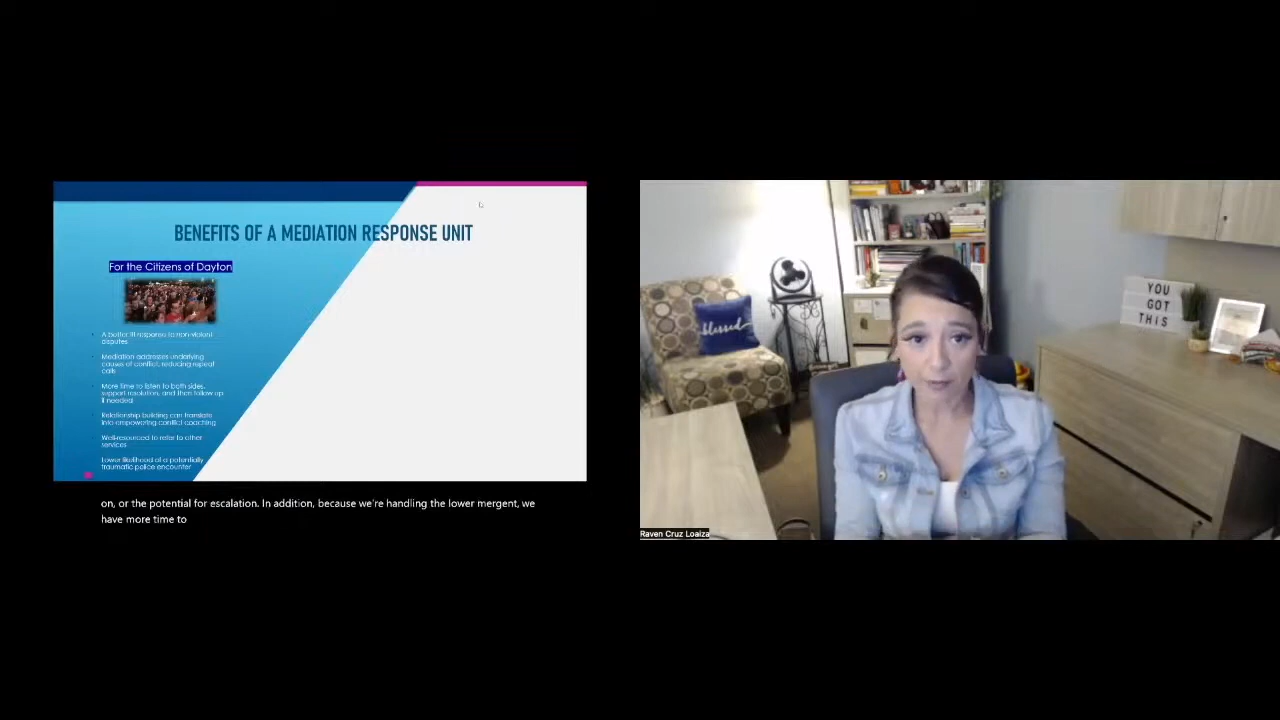 BENEFITS OF A MEDIATION RESPONSE UNIT
For the Citizens of Dayton
A better fit response to non-violent
disputes
Mediation addresses underlying
causes of conflict, reducing repeat
calls
More time to listen to both sides,
support resolution, and then follow up
if needed
Relationship building can translate
into empowering conflict coaching
Well-resourced to refer to other
services
Lower likelihood of a potentially
traumatic police encounter
on, or the potential for escalation. In addition, because we're handling the lower mergent, we
have more time to
blessed
YOU
GOT
THIS
Raven Cruz Loaiza